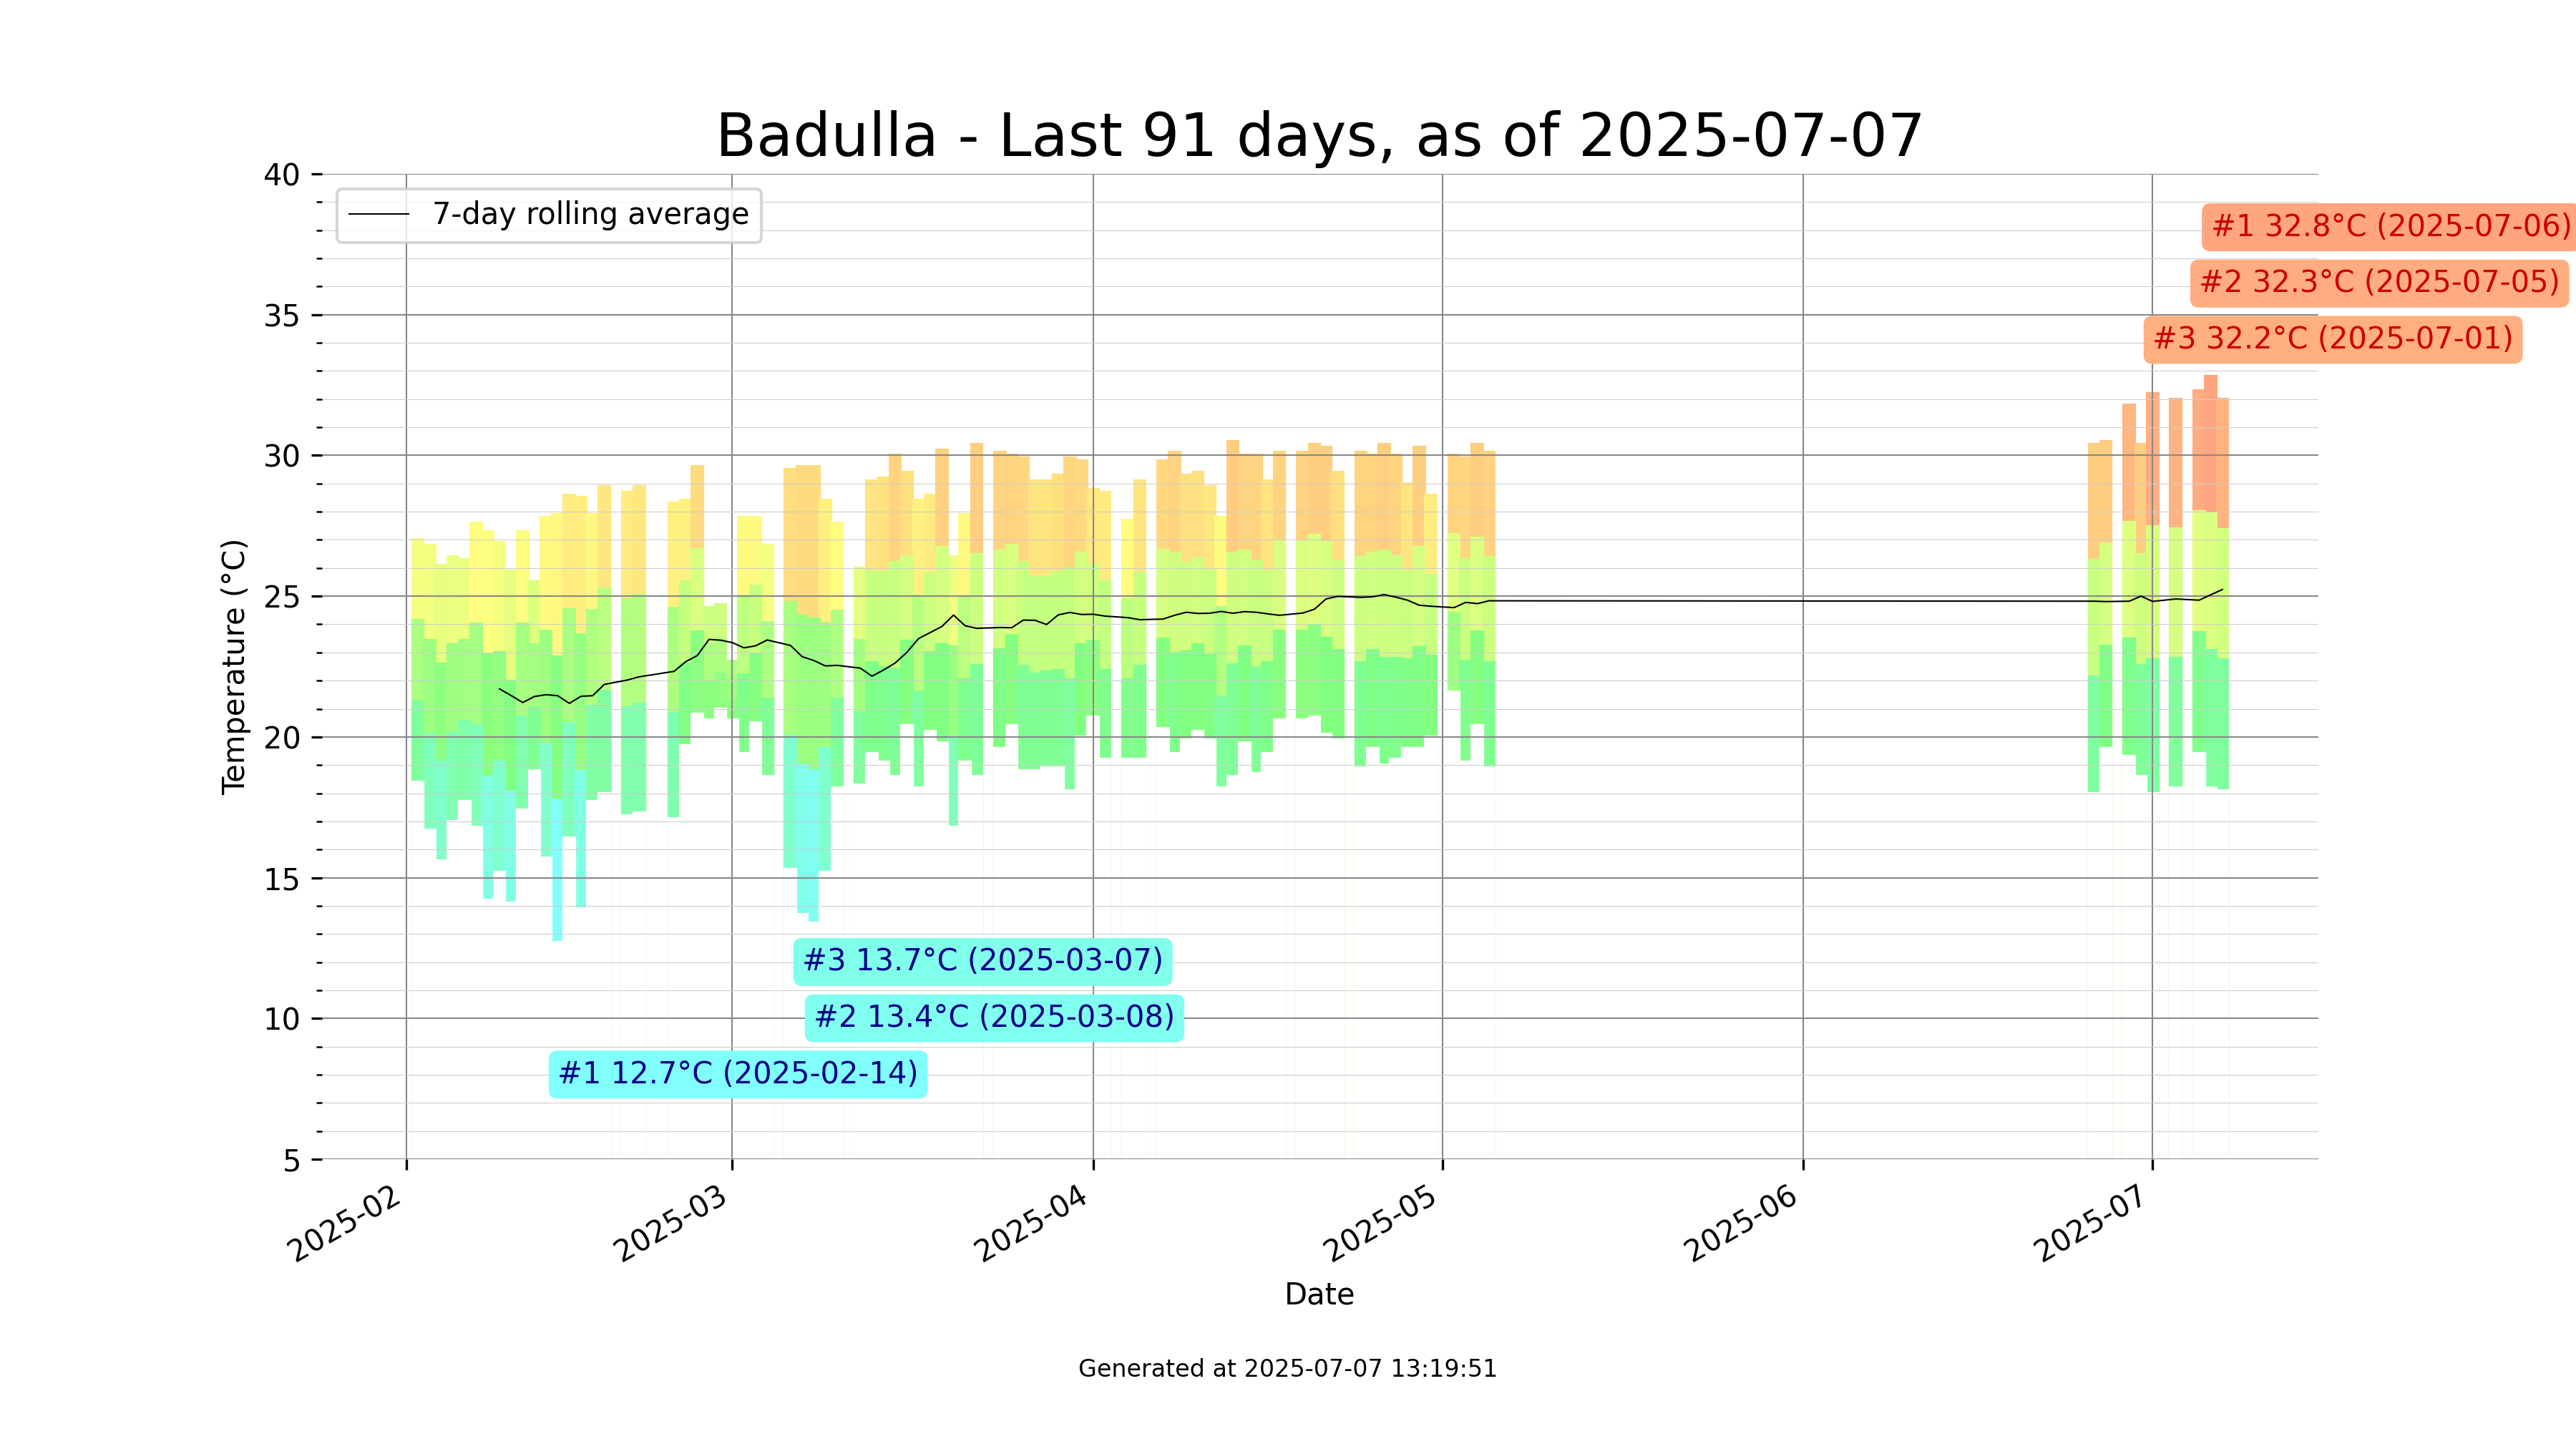 Badulla - Last 91 days, as of 2025-07-07
40
7-day rolling average
#1 32.8°C (2025-07-06)
#2 32.3°C (2025-07-05)
35
#3 32.2°C (2025-07-01)
30
25
Temperature (°C)
20
15
#3 13.7°C (2025-03-07)
10
#2 13.4°C (2025-03-08)
#1 12.7°C (2025-02-14)
5
2025-02
2025-03
2025-04
2025-05
2025-06
2025-07
Date
Generated at 2025-07-07 13:19:51